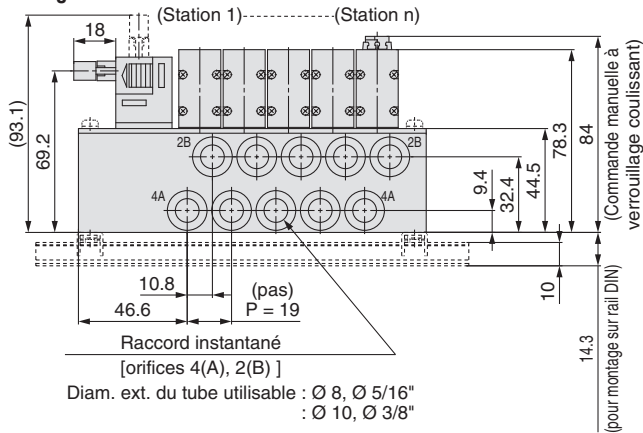 (Station 1)
(Station n)
18
(93.1)
69.2
2B
2B
4A
4A
9.4
32.4
44.5
78.3
84
(Commande manuelle à
verrouillage coulissant)
10.8
46.6
(pas)
P = 19
10
14.3
(pour montage sur rail DIN)
Raccord instantané
[orifices 4(A), 2(B) ]
Diam. ext. du tube utilisable : Ø 8, Ø 5/16"
: Ø 10, Ø 3/8"